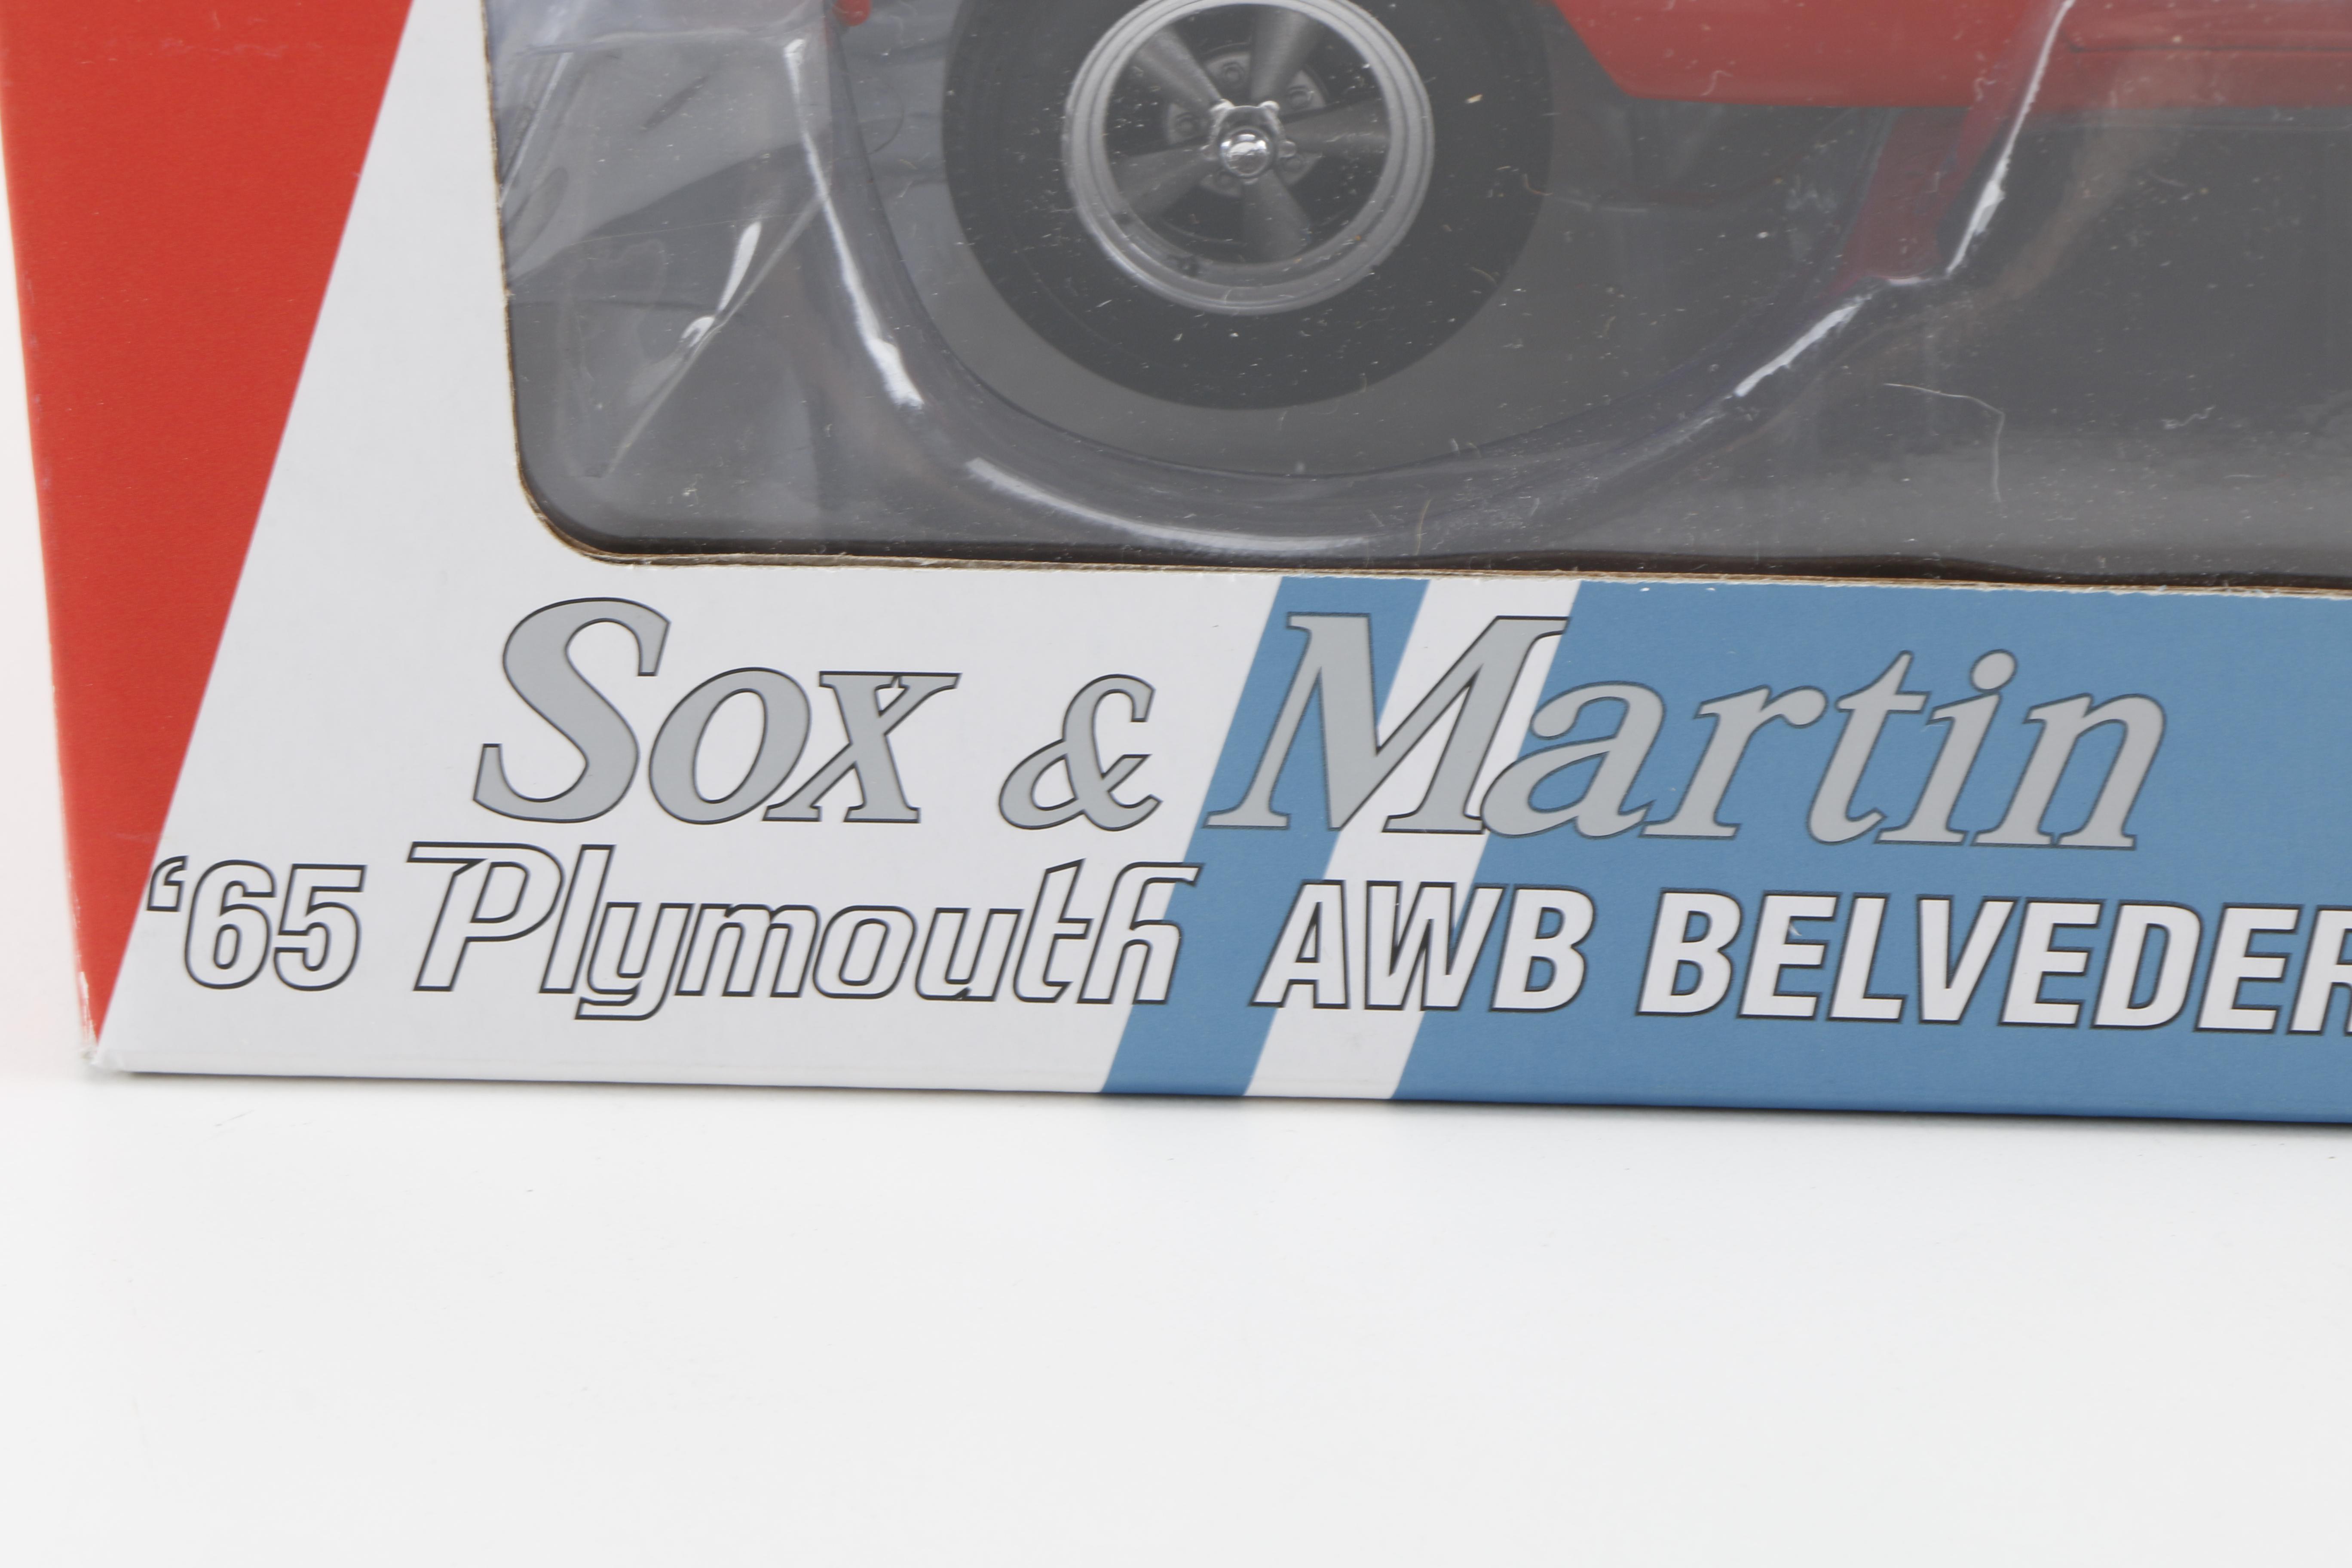 Sox & Martin
‘65 Plymouth AWB BELVEDER